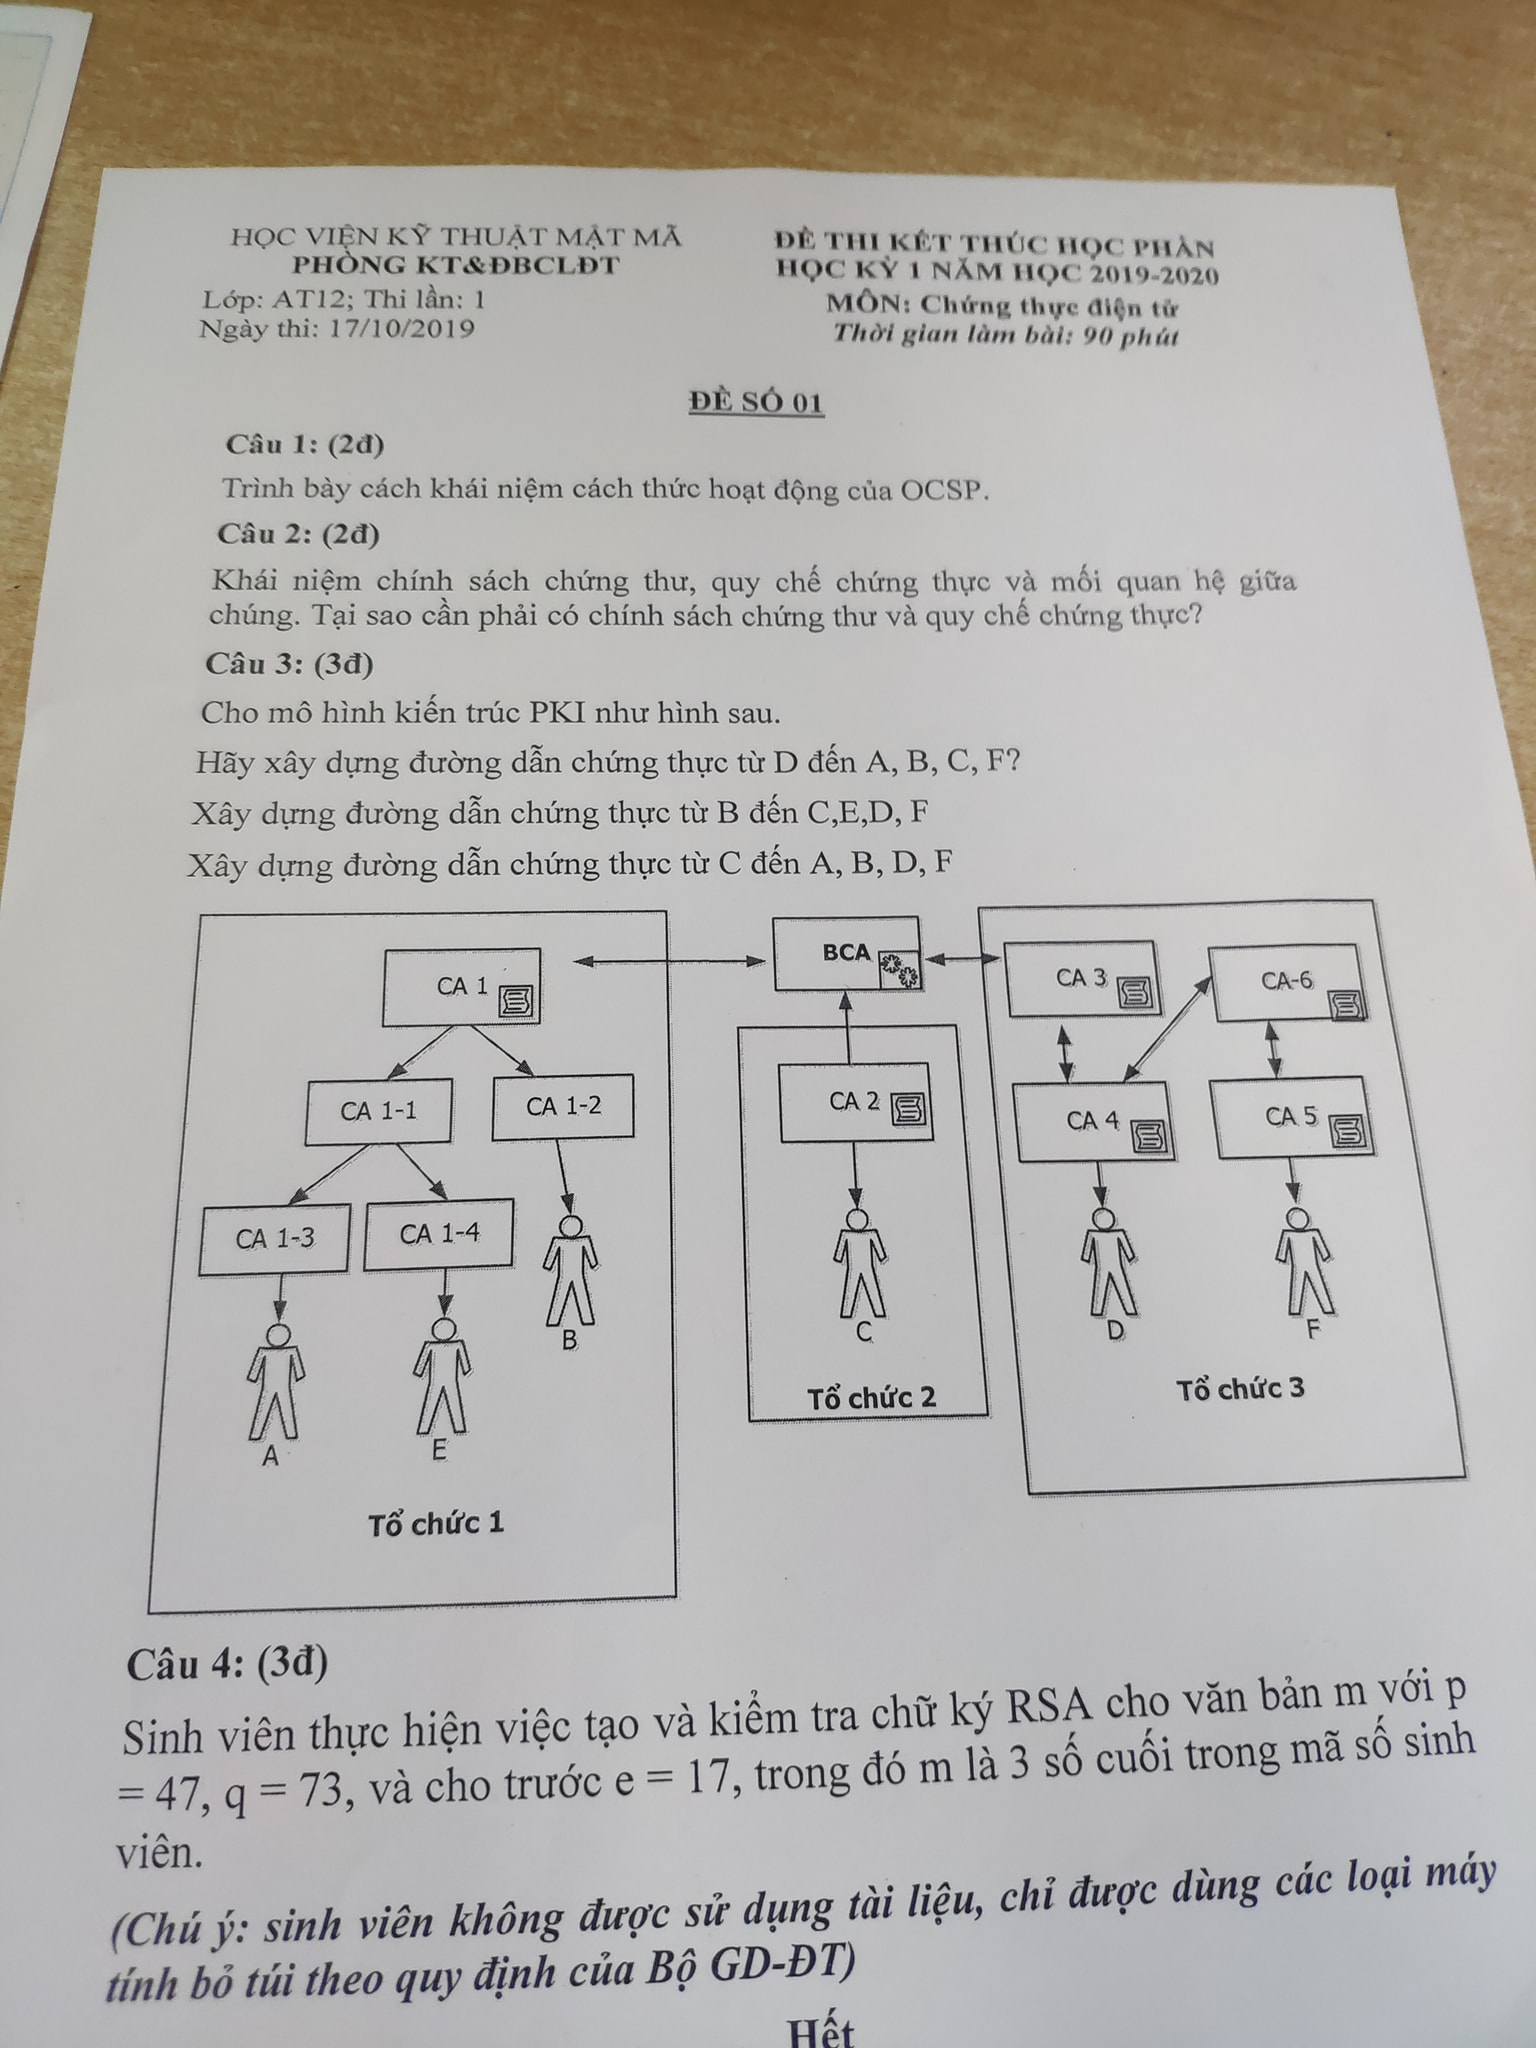 HỌC VIỆN KỸ THUẬT MẬT MÃ
PHÒNG KT&ĐBCLĐT
Lớp: AT12; Thi lần: 1
Ngày thi: 17/10/2019
ĐỀ THI KẾT THÚC HỌC PHẦN
HỌC KỲ 1 NĂM HỌC 2019-2020
MÔN: Chứng thực điện tử
Thời gian làm bài: 90 phút
ĐỀ SỐ 01
Câu 1: (2đ)
Trình bày cách khái niệm cách thức hoạt động của OCSP.
Câu 2: (2đ)
Khái niệm chính sách chứng thư, quy chế chứng thực và mối quan hệ giữa
chúng. Tại sao cần phải có chính sách chứng thư và quy chế chứng thực?
Câu 3: (3đ)
Cho mô hình kiến trúc PKI như hình sau.
Hãy xây dựng đường dẫn chứng thực từ D đến A, B, C, F?
Xây dựng đường dẫn chứng thực từ B đến C,E,D, F
Xây dựng đường dẫn chứng thực từ C đến A, B, D, F
CA 1
CA 1-1
CA 1-2
CA 1-3
CA 1-4
A
E
B
Tổ chức 1
BCA
CA 2
C
Tổ chức 2
CA 3
CA-6
CA 4
CA 5
D
F
Tổ chức 3
Câu 4: (3đ)
Sinh viên thực hiện việc tạo và kiểm tra chữ ký RSA cho văn bản m với p
= 47, q = 73, và cho trước e = 17, trong đó m là 3 số cuối trong mã số sinh
viên.
(Chú ý: sinh viên không được sử dụng tài liệu, chỉ được dùng các loại máy
tính bỏ túi theo quy định của Bộ GD-ĐT)
Hết